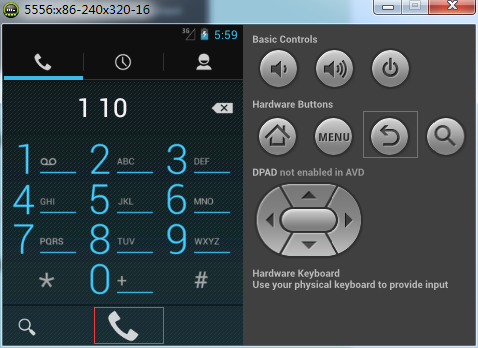 5556:x86-240x320-16
3G 5:59
1 10
1 2 ABC 3 DEF
4 GHI 5 JKL 6 MNO
7 PQRS 8 TUV 9 WXYZ
* 0 + #
Basic Controls
Hardware Buttons
MENU
DPAD not enabled in AVD
Hardware Keyboard
Use your physical keyboard to provide input